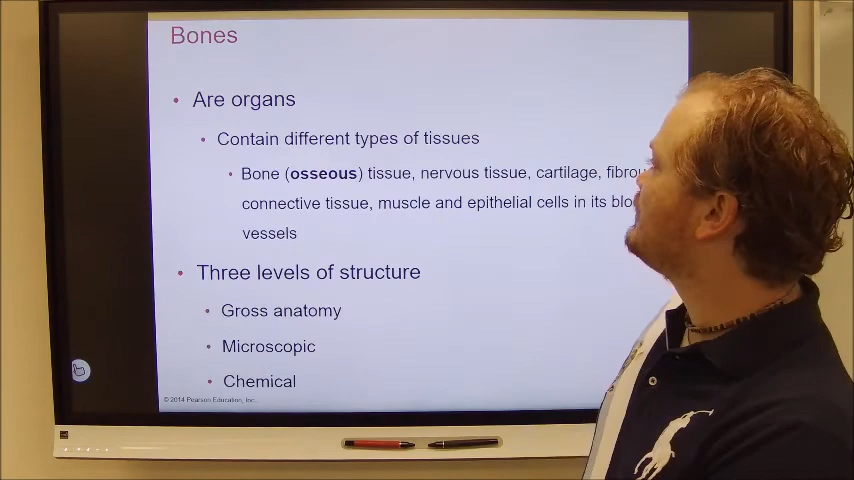 Bones
• Are organs
• Contain different types of tissues
• Bone (osseous) tissue, nervous tissue, cartilage,
connective tissue, muscle and epithelial cells in its
vessels
• Three levels of structure
• Gross anatomy
• Microscopic
• Chemical
© 2014 Pearson Education, Inc.